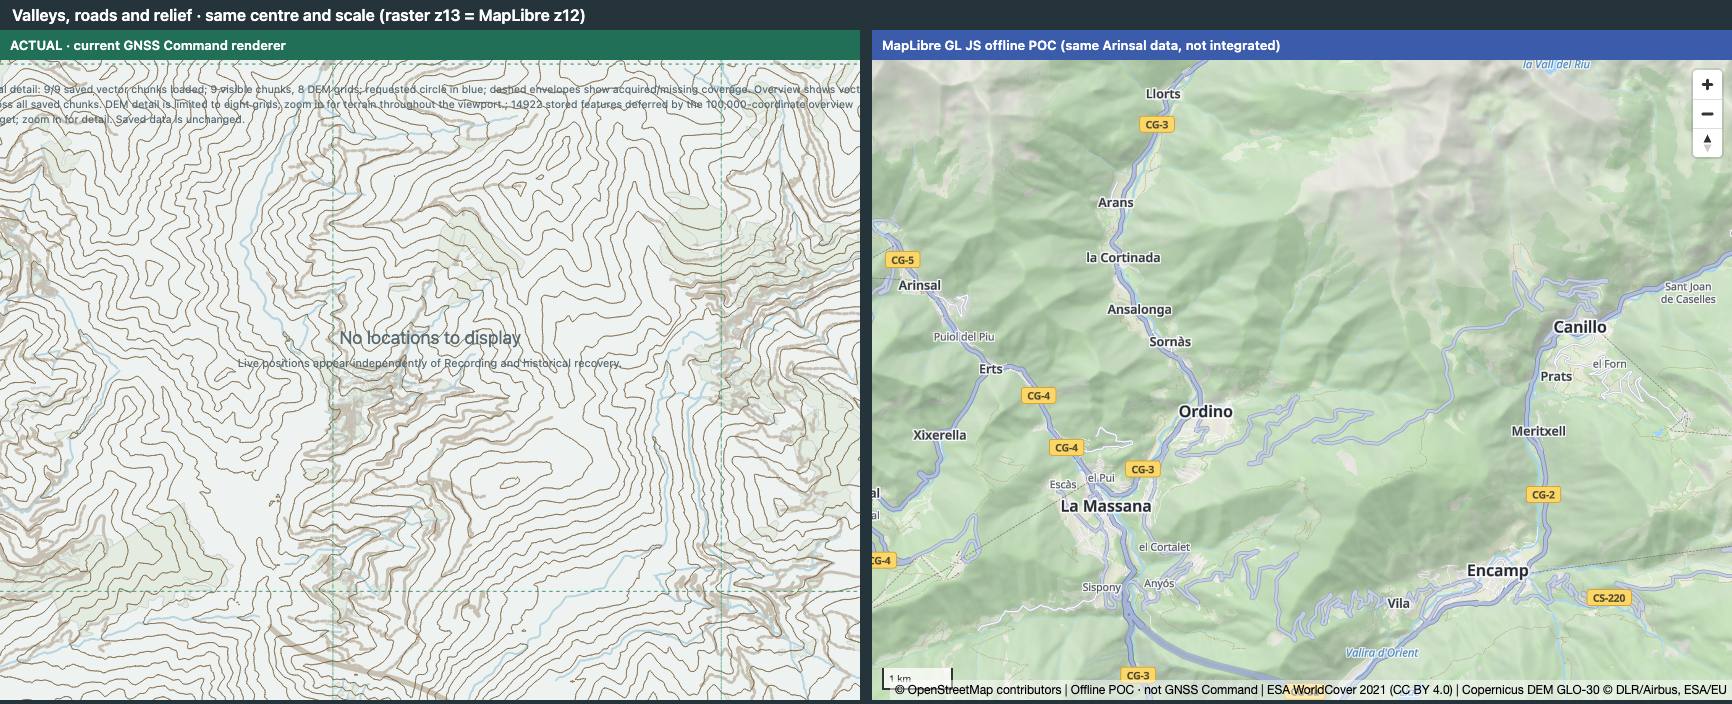 Valleys, roads and relief · same centre and scale (raster z13 = MapLibre z12)
ACTUAL · current GNSS Command renderer
al detail: 9/9 saved vector chunks loaded; 9 visible chunks, 8 DEM grids; requested circle in blue; dashed envelopes show acquired/missing coverage. Overview shows vect
ss all saved chunks. DEM detail is limited to eight grids; zoom in for terrain throughout the viewport.; 14922 stored features deferred by the 100,000-coordinate overview
get; zoom in for detail. Saved data is unchanged.
No locations to display
Live positions appear independently of Recording and historical recovery.
MapLibre GL JS offline POC (same Arinsal data, not integrated)
la Vall del Riu
Llorts
CG-3
Arans
la Cortinada
CG-5
Arinsal
Sant Joan
de Caselles
Ansalonga
Canillo
Puiol del Piu
Sornàs
el Forn
Erts
Prats
CG-4
Ordino
Xixerella
Meritxell
CG-4
CG-3
el Pui
Escàs
al
CG-2
La Massana
al
el Cortalet
CG-4
Encamp
Sispony
Anyós
CS-220
Vila
Valira d'Orient
CG-3
1 km
© OpenStreetMap contributors | Offline POC · not GNSS Command | ESA WorldCover 2021 (CC BY 4.0) | Copernicus DEM GLO-30 © DLR/Airbus, ESA/EU